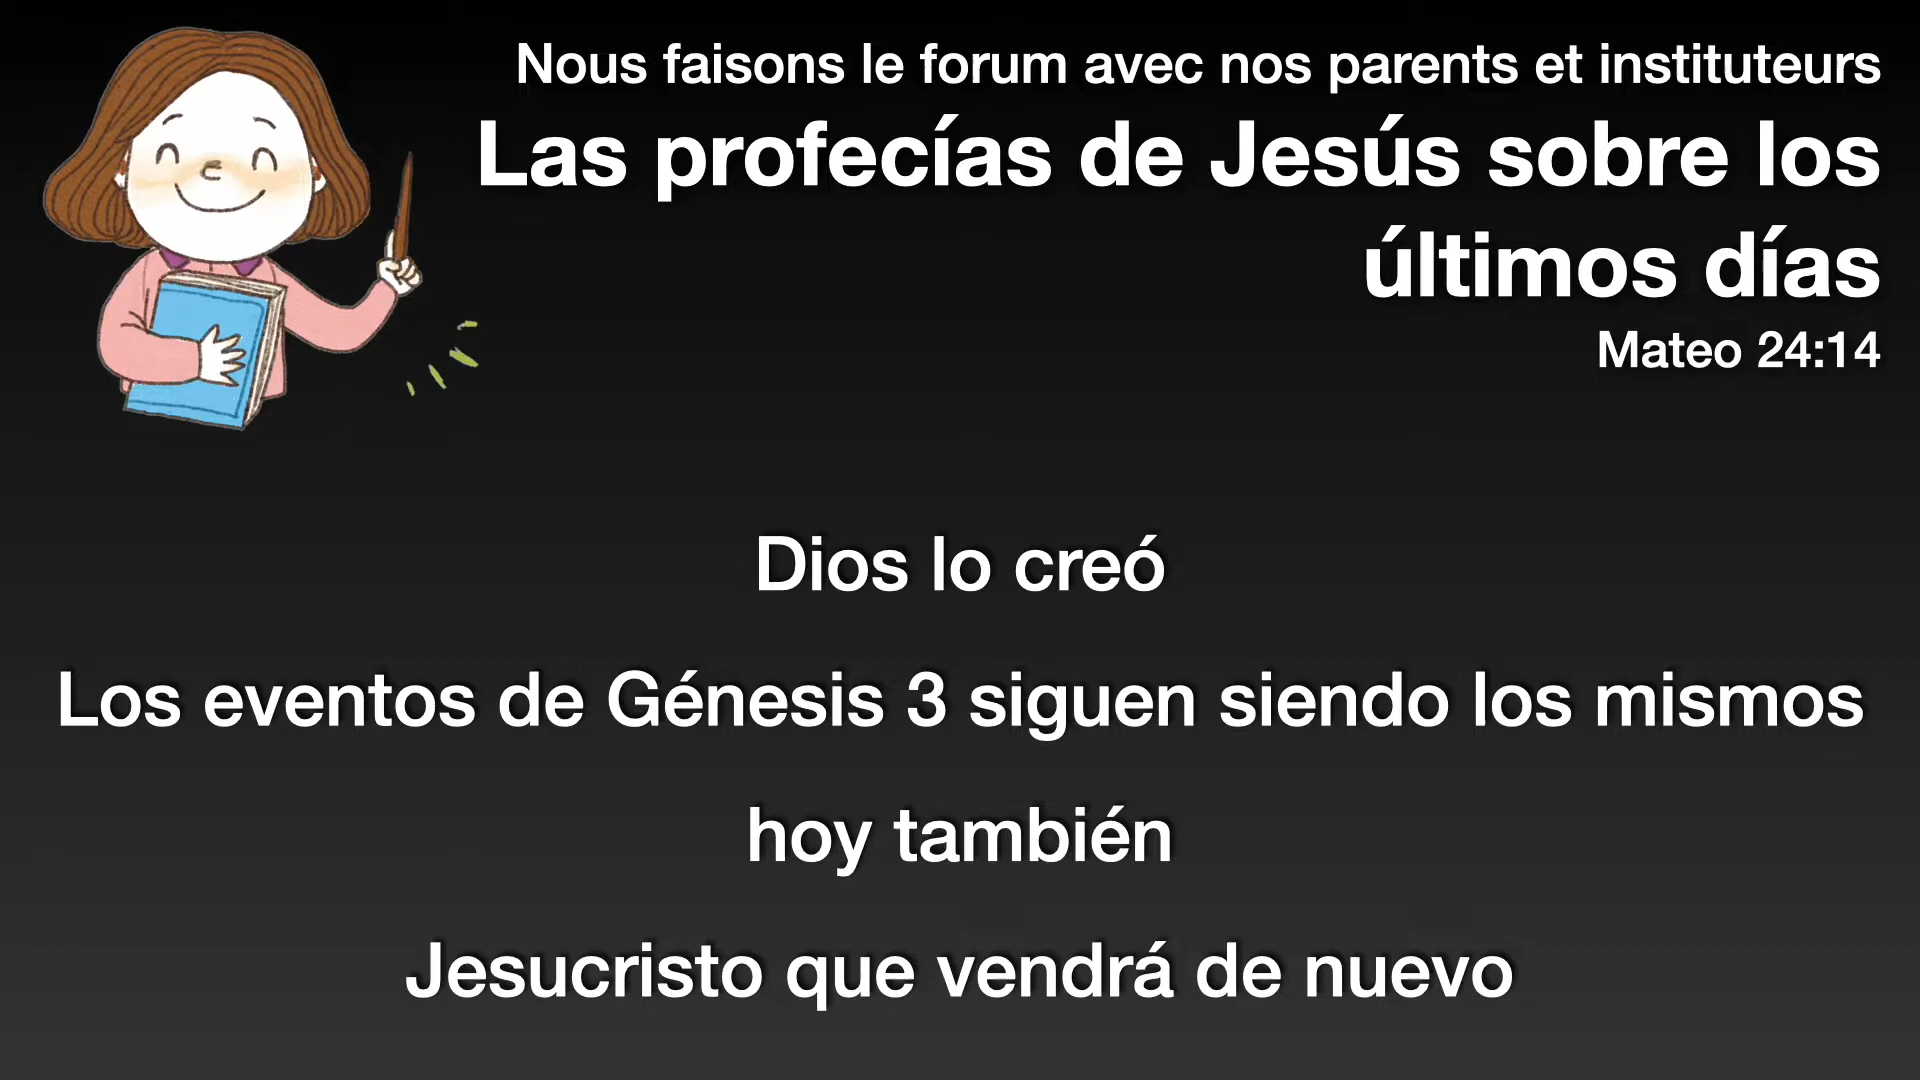 Nous faisons le forum avec nos parents et instituteurs
Las profecías de Jesús sobre los
últimos días
Mateo 24:14
Dios lo creó
Los eventos de Génesis 3 siguen siendo los mismos
hoy también
Jesucristo que vendrá de nuevo